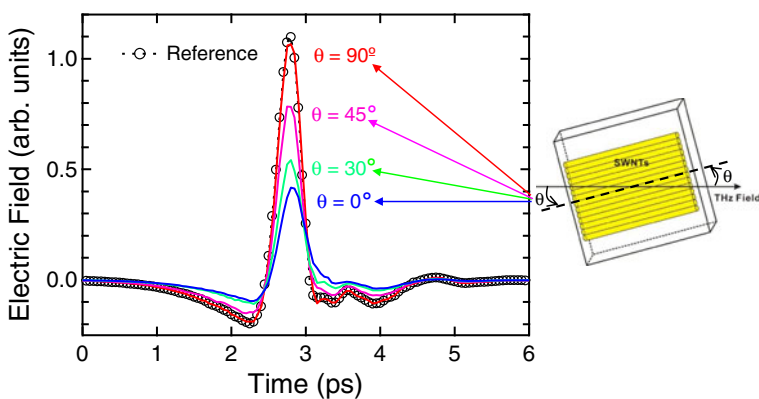 Electric Field (arb. units)
1.0
0.5
0.0
Reference
θ = 90º
θ = 45°
θ = 30°
θ = 0°
0
1
2
3
4
5
6
Time (ps)
SWNTs
θ
θ
THz Field